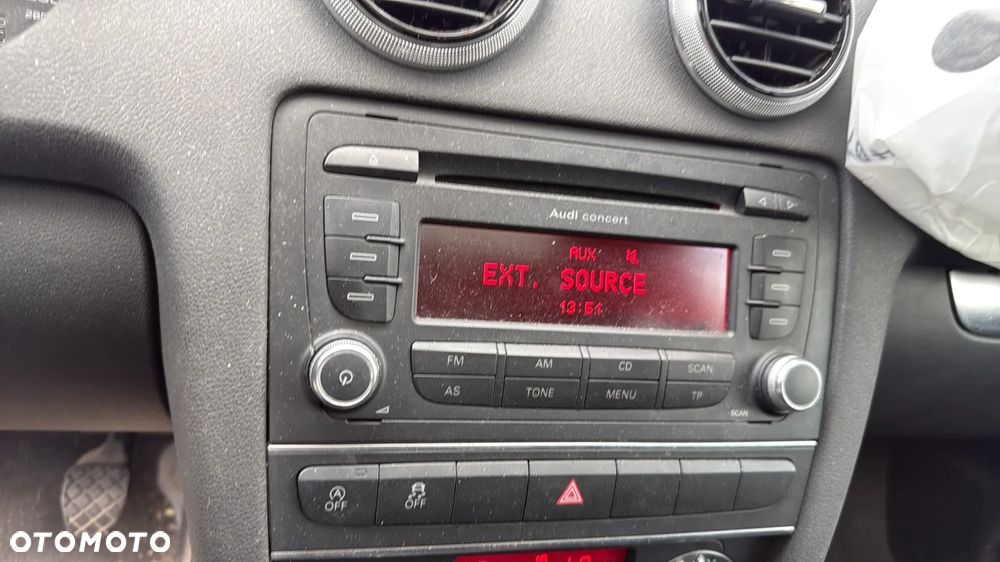 280
Audi concert
AUX
EXT. SOURCE
13:51
FM AM CD SCAN
AS TONE MENU TP
SCAN
A OFF OFF
OTOMOTO